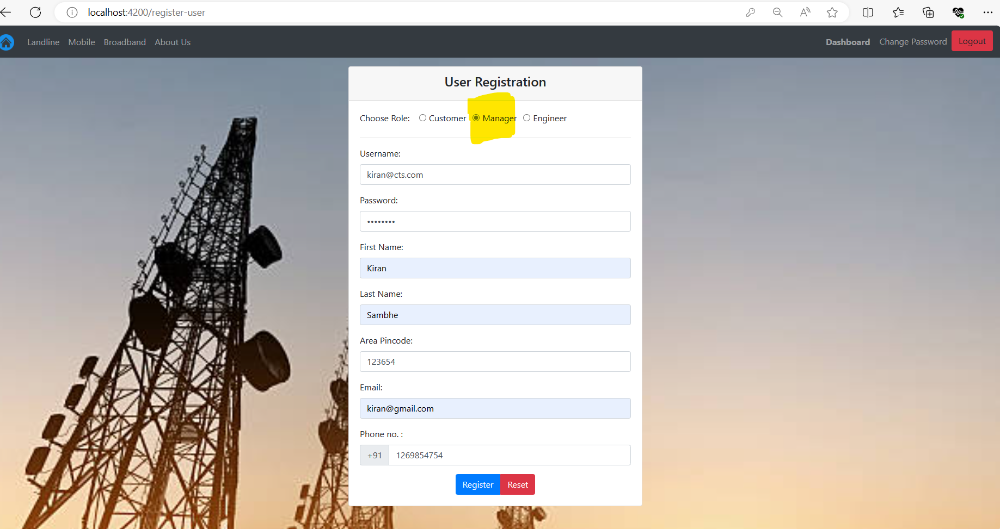 localhost:4200/register-user
Landline Mobile Broadband About Us Dashboard Change Password Logout
User Registration
Choose Role: Customer Manager Engineer
Username:
kiran@cts.com
Password:
••••••••
First Name:
Kiran
Last Name:
Sambhe
Area Pincode:
123654
Email:
kiran@gmail.com
Phone no. :
+91 1269854754
Register Reset